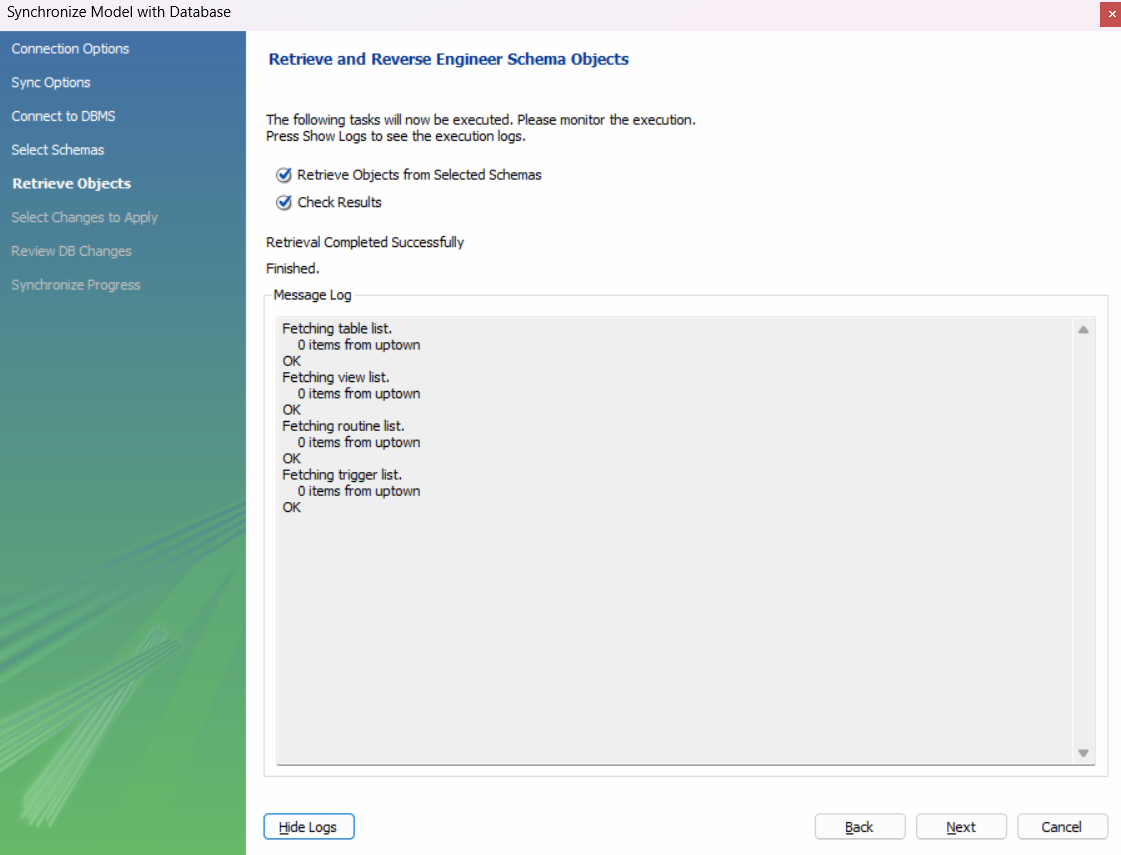 Synchronize Model with Database
Connection Options
Sync Options
Connect to DBMS
Select Schemas
Retrieve Objects
Select Changes to Apply
Review DB Changes
Synchronize Progress
Retrieve and Reverse Engineer Schema Objects
The following tasks will now be executed. Please monitor the execution.
Press Show Logs to see the execution logs.
Retrieve Objects from Selected Schemas
Check Results
Retrieval Completed Successfully
Finished.
Message Log
Fetching table list.
0 items from uptown
OK
Fetching view list.
0 items from uptown
OK
Fetching routine list.
0 items from uptown
OK
Fetching trigger list.
0 items from uptown
OK
Hide Logs
Back
Next
Cancel